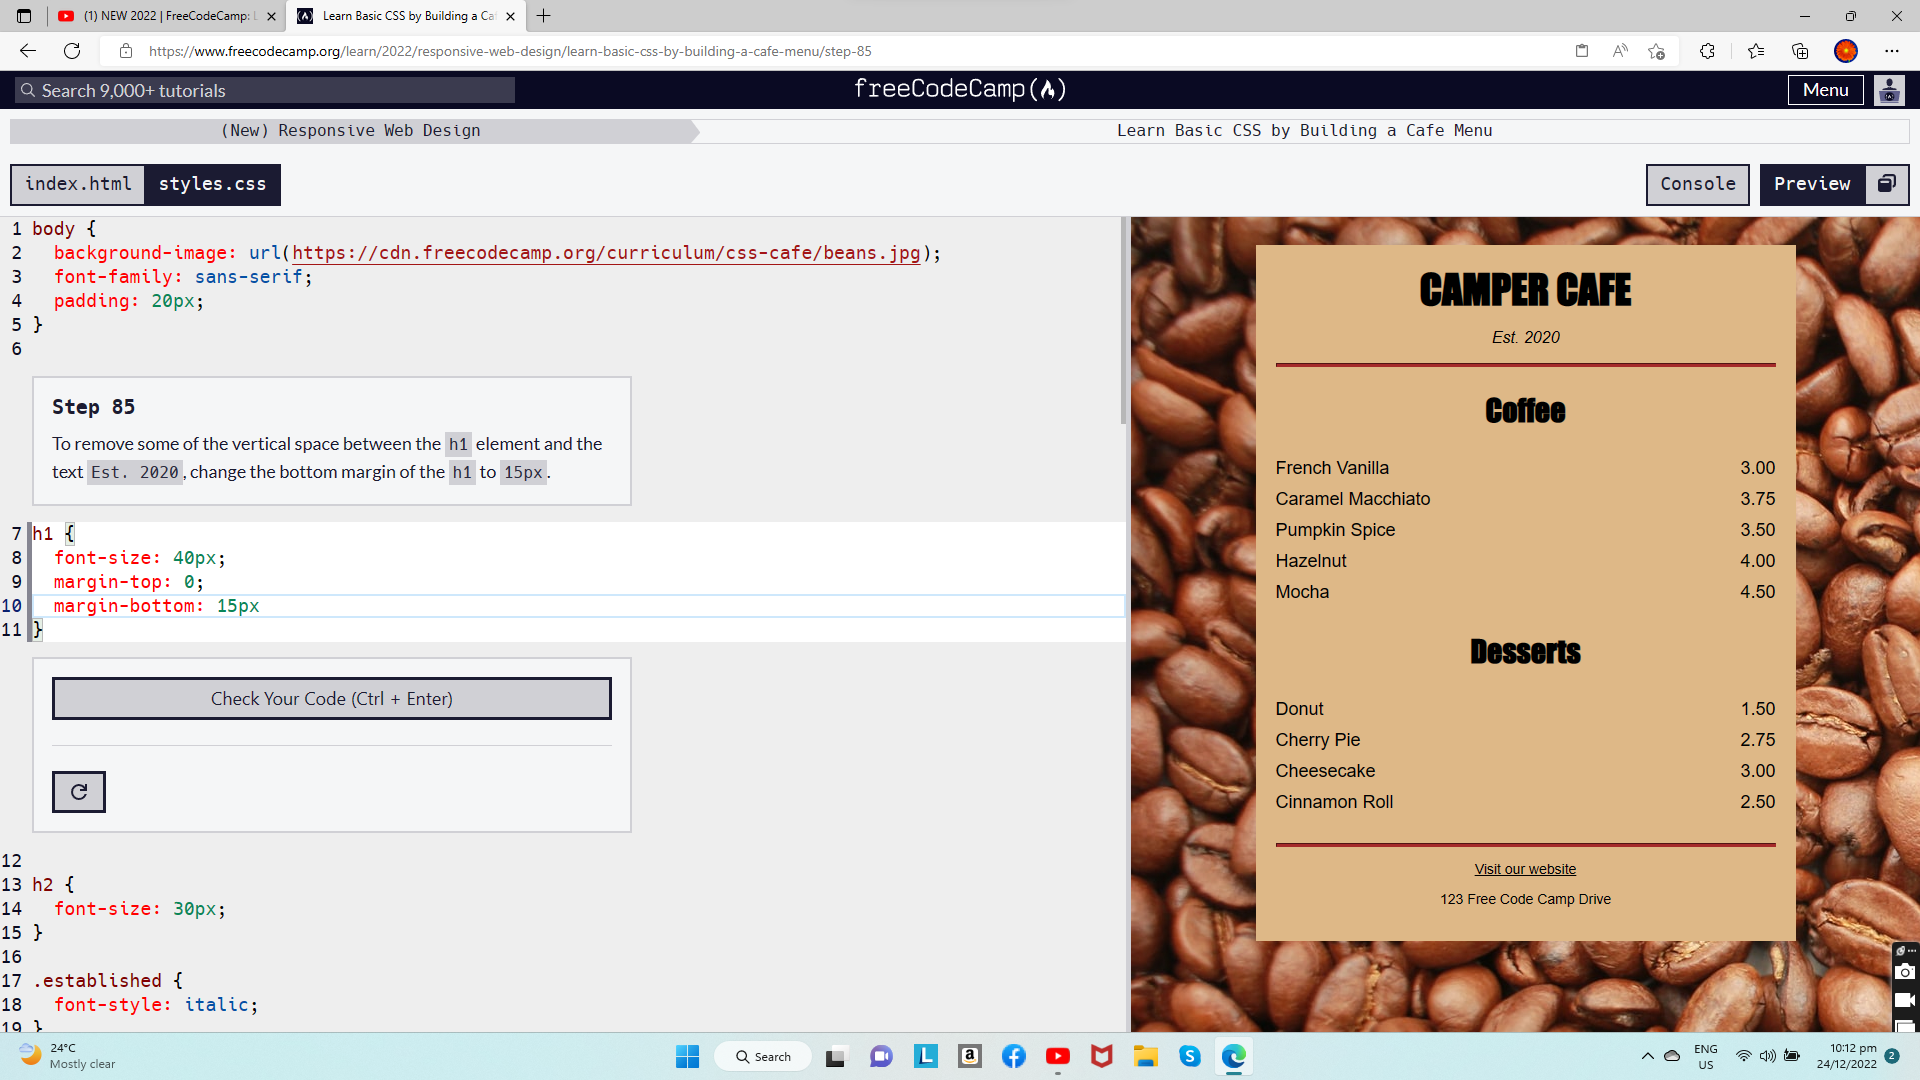 (1) NEW 2022 | FreeCodeCamp:
Learn Basic CSS by Building a Ca
https://www.freecodecamp.org/learn/2022/responsive-web-design/learn-basic-css-by-building-a-cafe-menu/step-85
Search 9,000+ tutorials
freeCodeCamp
Menu
(New) Responsive Web Design
Learn Basic CSS by Building a Cafe Menu
index.html
styles.css
Console
Preview
1 body {
2 background-image: url(https://cdn.freecodecamp.org/curriculum/css-cafe/beans.jpg);
3 font-family: sans-serif;
4 padding: 20px;
5 }
6
Step 85
To remove some of the vertical space between the h1 element and the
text Est. 2020, change the bottom margin of the h1 to 15px.
7 h1 {
8 font-size: 40px;
9 margin-top: 0;
10 margin-bottom: 15px
11 }
Check Your Code (Ctrl + Enter)
12
13 h2 {
14 font-size: 30px;
15 }
16
17 .established {
18 font-style: italic;
19 }
CAMPER CAFE
Est. 2020
Coffee
French Vanilla 3.00
Caramel Macchiato 3.75
Pumpkin Spice 3.50
Hazelnut 4.00
Mocha 4.50
Desserts
Donut 1.50
Cherry Pie 2.75
Cheesecake 3.00
Cinnamon Roll 2.50
Visit our website
123 Free Code Camp Drive
24°C
Mostly clear
Search
ENG
US
10:12 pm
24/12/2022
2